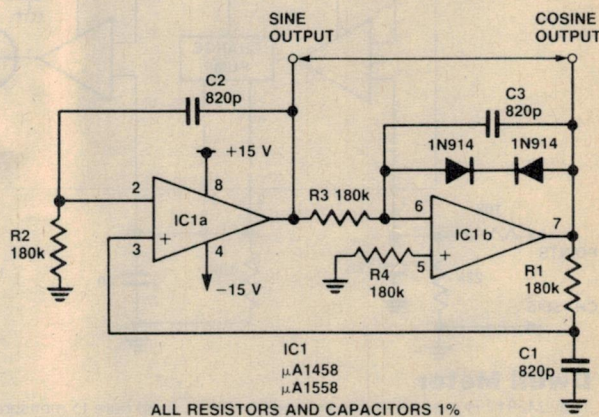 SINE
OUTPUT
COSINE
OUTPUT
C2
820p
C3
820p
+15 V
1N914
1N914
2
8
R3 180k
6
IC1a
IC1b
7
R2
180k
3
+
4
+
5
R4
180k
R1
180k
−15 V
IC1
µA1458
µA1558
C1
820p
ALL RESISTORS AND CAPACITORS 1%